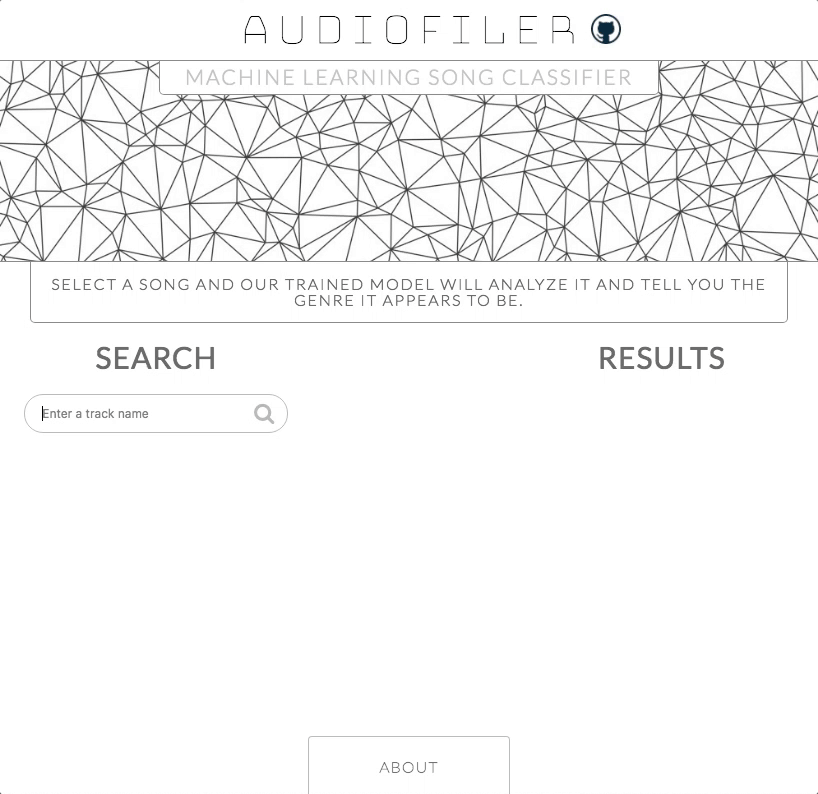 AUDIOFILER
MACHINE LEARNING SONG CLASSIFIER
SELECT A SONG AND OUR TRAINED MODEL WILL ANALYZE IT AND TELL YOU THE
GENRE IT APPEARS TO BE.
SEARCH
RESULTS
Enter a track name
ABOUT